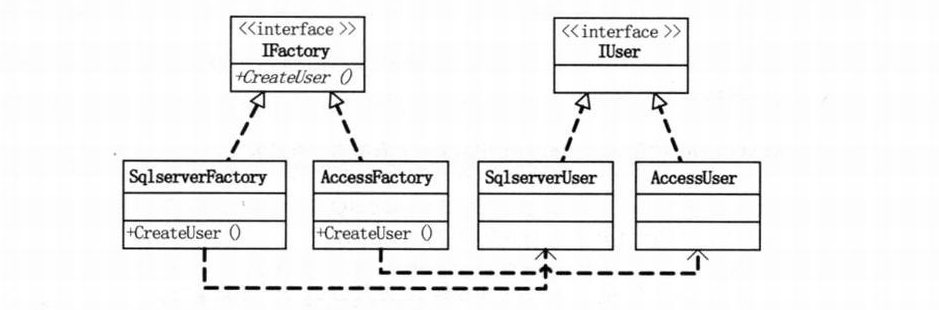 <<interface >>
IFactory
+CreateUser ()
<<interface >>
IUser
SqlserverFactory
+CreateUser ()
AccessFactory
+CreateUser ()
SqlserverUser
AccessUser